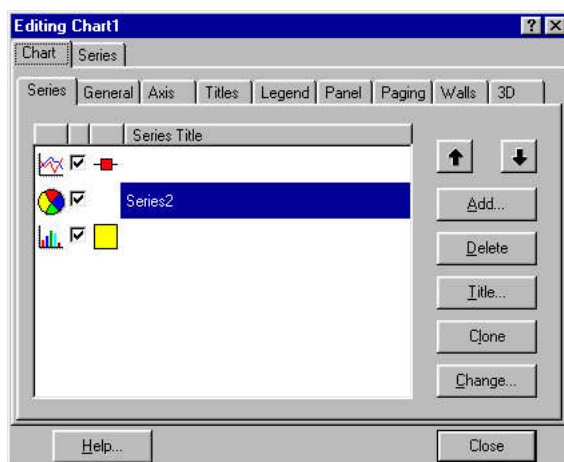 Editing Chart1
Chart Series
Series General Axis Titles Legend Panel Paging Walls 3D
Series Title
Series2
Add...
Delete
Title...
Clone
Change...
Help... Close